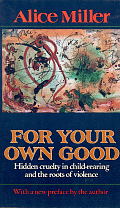 Alice Miller
FOR YOUR
OWN GOOD
Hidden cruelty in child-rearing
and the roots of violence
With a new preface by the author